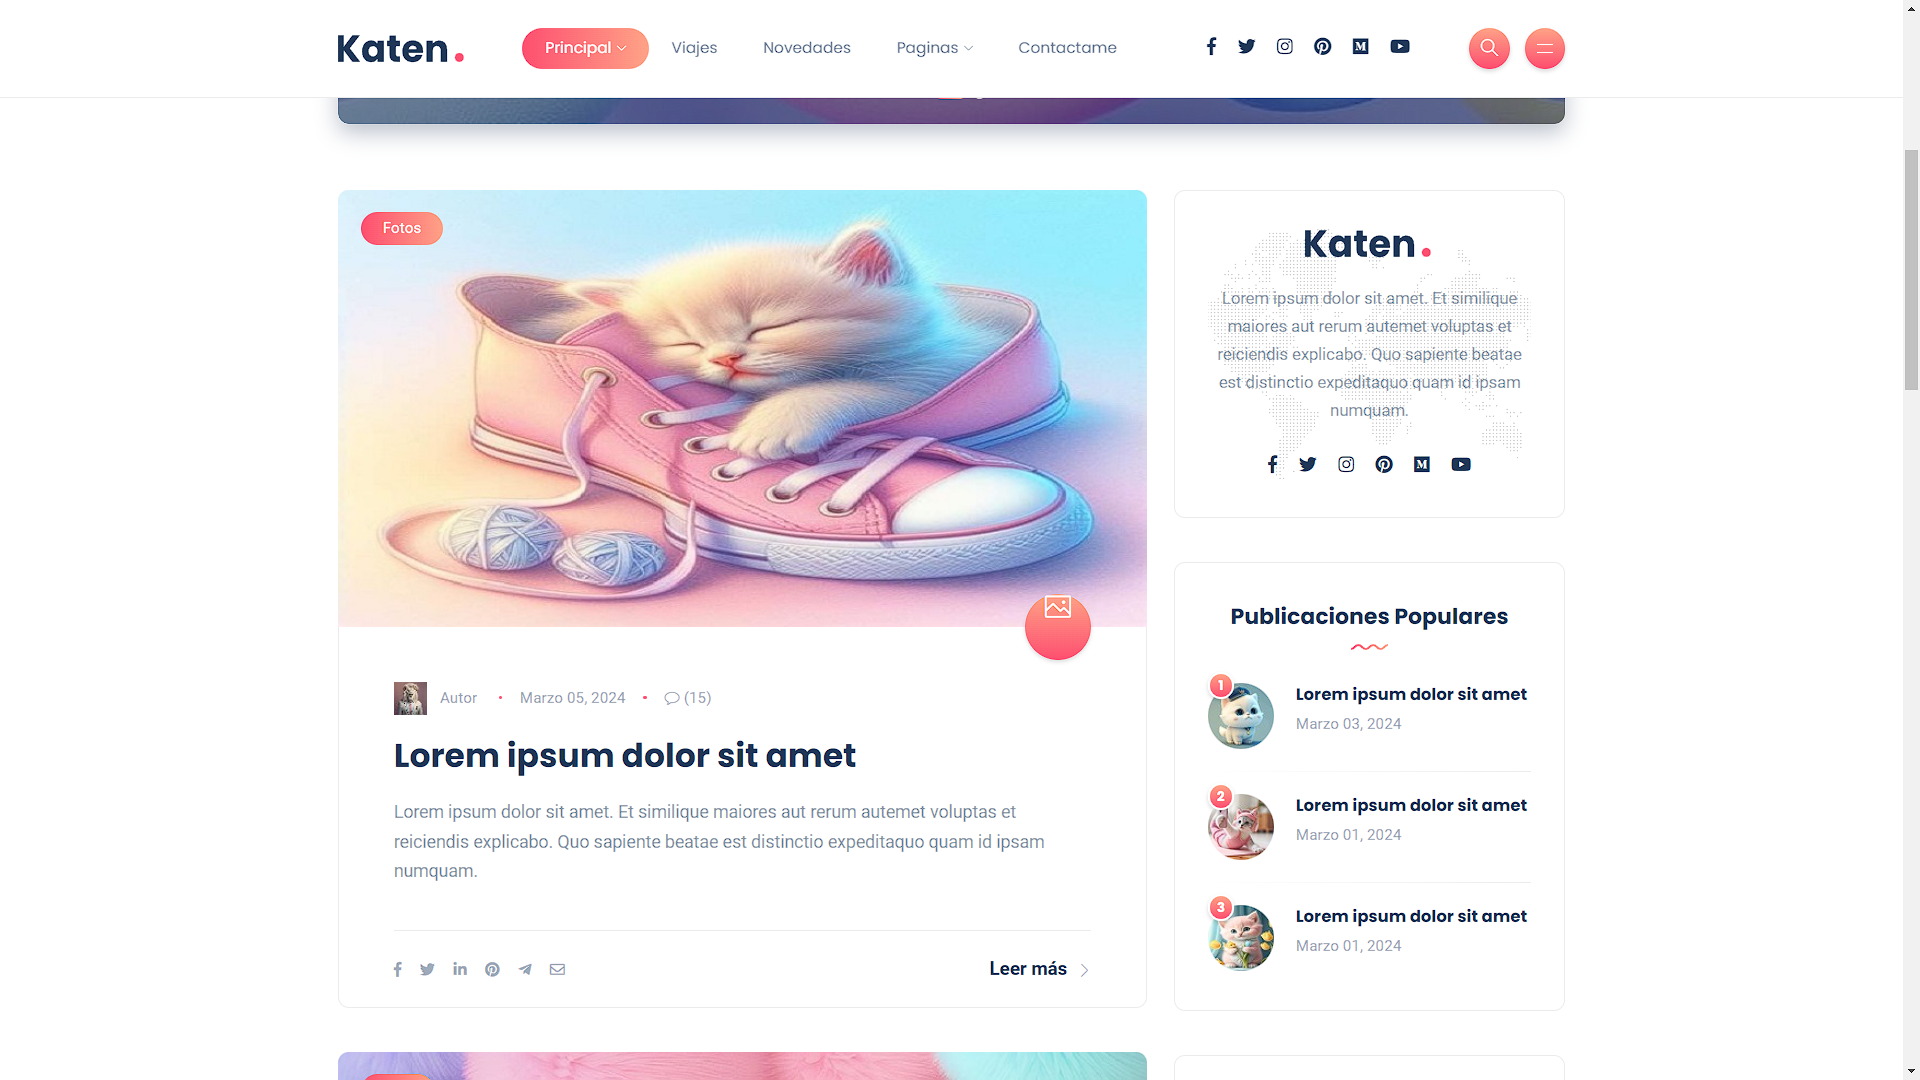 Katen.
Principal
Viajes
Novedades
Paginas
Contactame
Fotos
Autor
Marzo 05, 2024
(15)
Lorem ipsum dolor sit amet
Lorem ipsum dolor sit amet. Et similique maiores aut rerum autemet voluptas et
reiciendis explicabo. Quo sapiente beatae est distinctio expeditaquo quam id ipsam
numquam.
Leer más
Katen.
Lorem ipsum dolor sit amet. Et similique
maiores aut rerum autemet voluptas et
reiciendis explicabo. Quo sapiente beatae
est distinctio expeditaquo quam id ipsam
numquam.
Publicaciones Populares
1
Lorem ipsum dolor sit amet
Marzo 03, 2024
2
Lorem ipsum dolor sit amet
Marzo 01, 2024
3
Lorem ipsum dolor sit amet
Marzo 01, 2024